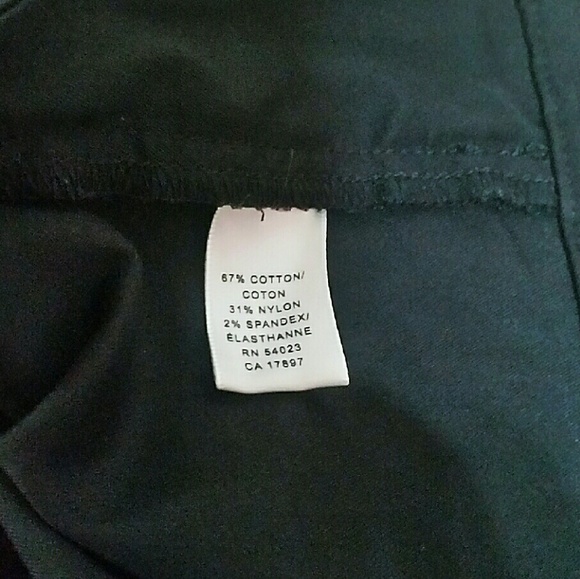 67% COTTON/
COTON
31% NYLON
2% SPANDEX/
ÉLASTHANNE
RN 54023
CA 17897